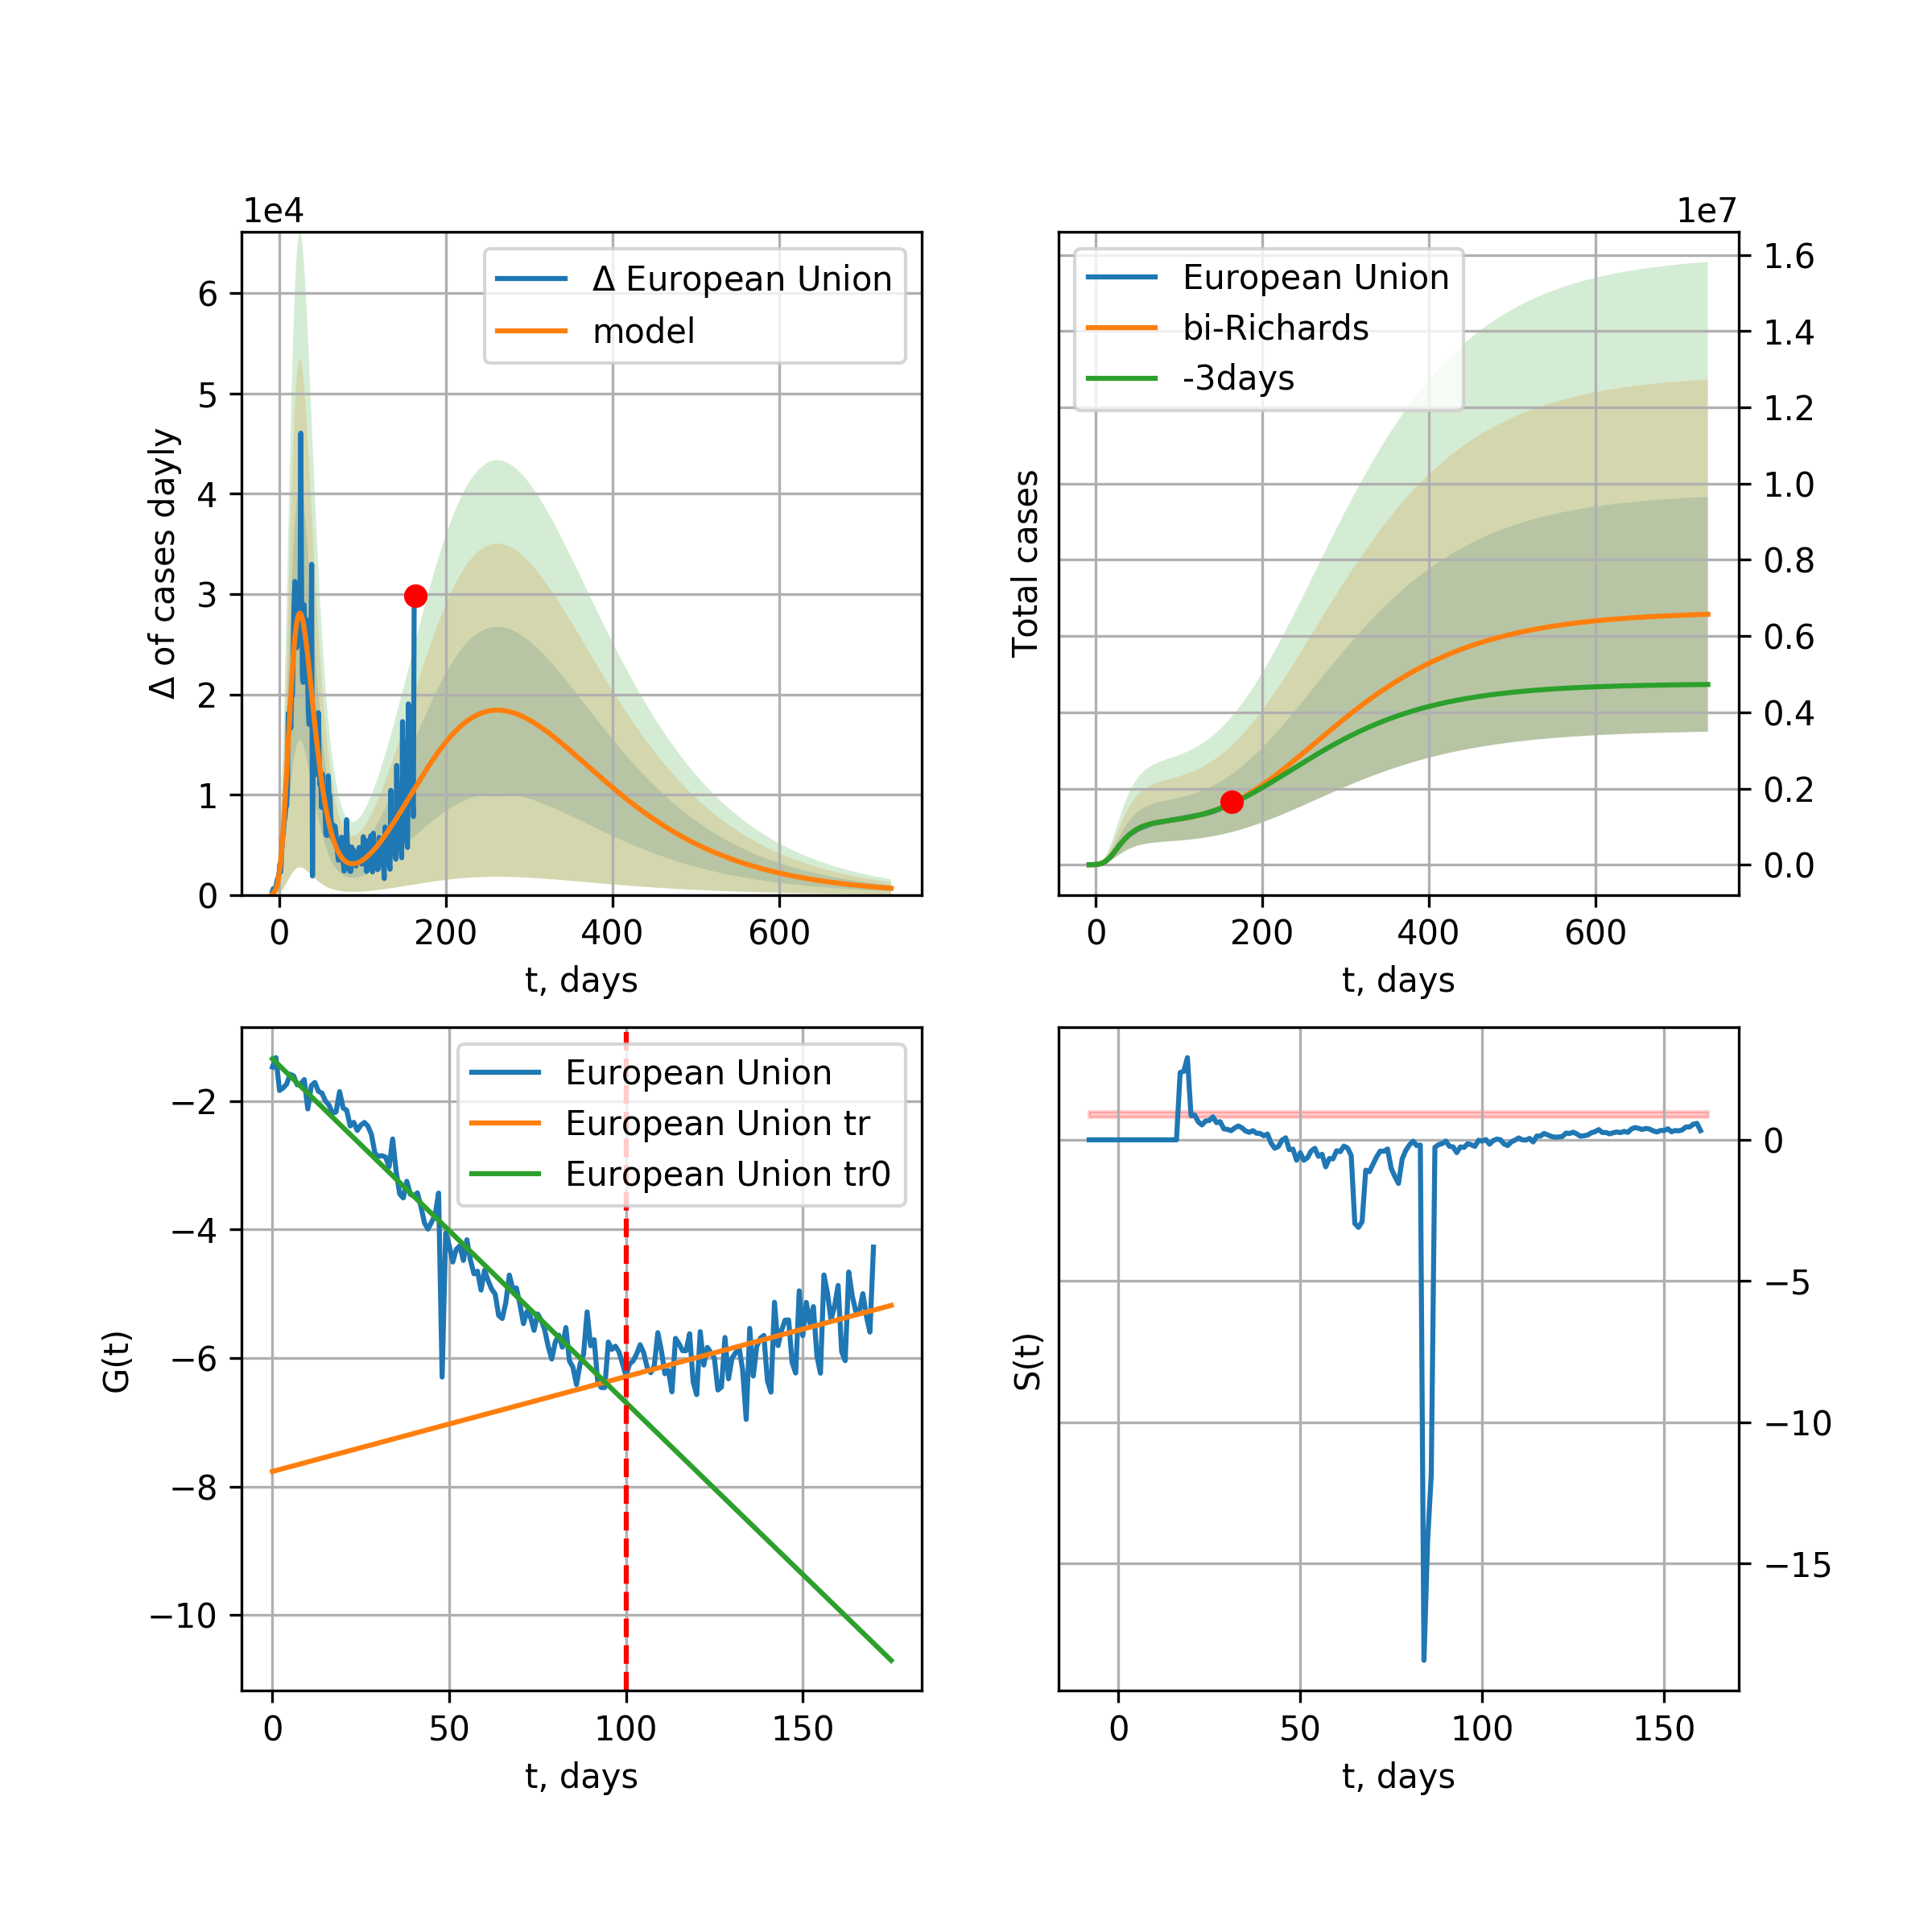 1e4
Δ European Union
model
6
5
4
3
2
1
0
Δ of cases dayly
0 200 400 600
t, days
1e7
European Union
bi-Richards
-3days
1.6
1.4
1.2
1.0
0.8
0.6
0.4
0.2
0.0
Total cases
0 200 400 600
t, days
European Union
European Union tr
European Union tr0
−2
−4
−6
−8
−10
G(t)
0 50 100 150
t, days
0
−5
−10
−15
S(t)
0 50 100 150
t, days